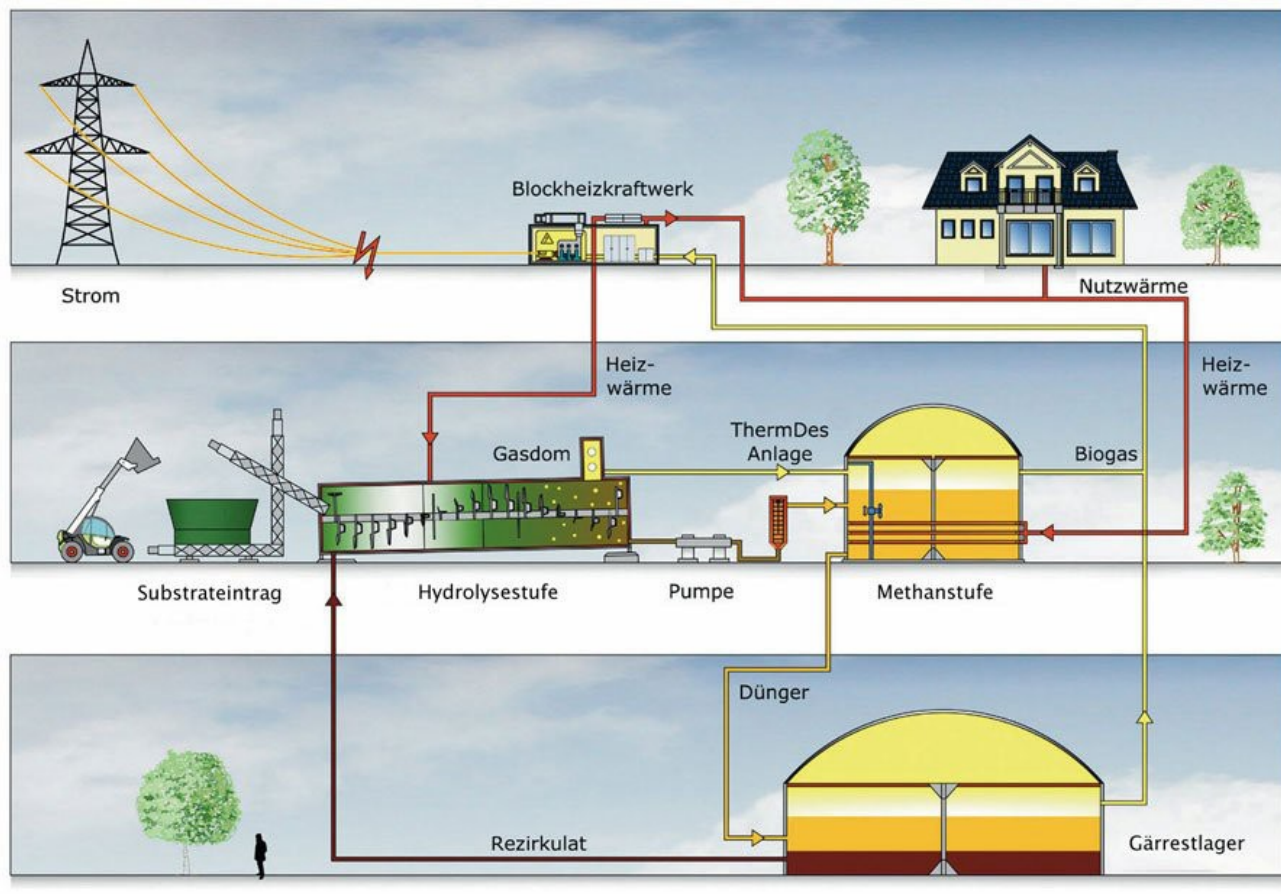 Blockheizkraftwerk
Strom
Nutzwärme
Heiz-
wärme
Heiz-
wärme
Gasdom
ThermDes
Anlage
Biogas
Substrateintrag
Hydrolysestufe
Pumpe
Methanstufe
Dünger
Rezirkulat
Gärrestlager